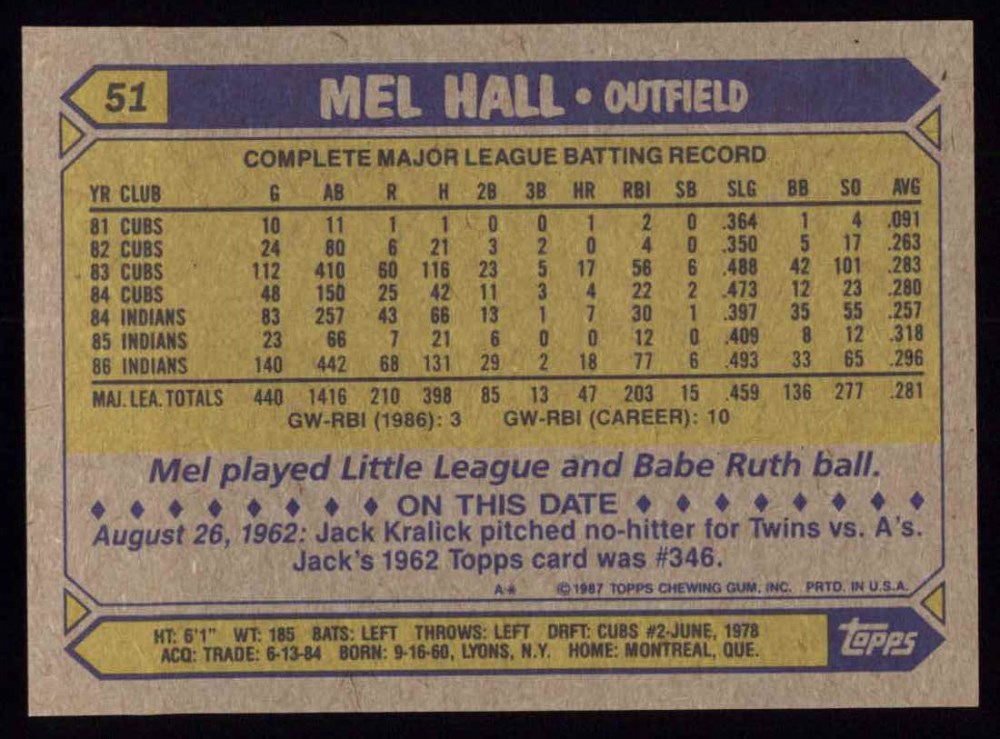 51 MEL HALL • OUTFIELD
COMPLETE MAJOR LEAGUE BATTING RECORD
YR CLUB G AB R H 2B 3B HR RBI SB SLG BB SO AVG
81 CUBS 10 11 1 1 0 0 1 2 0 .364 1 4 .091
82 CUBS 24 80 6 21 3 2 0 4 0 .350 5 17 .263
83 CUBS 112 410 60 116 23 5 17 56 6 .488 42 101 .283
84 CUBS 48 150 25 42 11 3 4 22 2 .473 12 23 .280
84 INDIANS 83 257 43 66 13 1 7 30 1 .397 35 55 .257
85 INDIANS 23 66 7 21 6 0 0 12 0 .409 8 12 .318
86 INDIANS 140 442 68 131 29 2 18 77 6 .493 33 65 .296
MAJ. LEA. TOTALS 440 1416 210 398 85 13 47 203 15 .459 136 277 .281
GW-RBI (1986): 3 GW-RBI (CAREER): 10
Mel played Little League and Babe Ruth ball.
ON THIS DATE
August 26, 1962: Jack Kralick pitched no-hitter for Twins vs. A's.
Jack's 1962 Topps card was #346.
A* © 1987 TOPPS CHEWING GUM, INC. PRTD. IN U.S.A.
HT: 6'1" WT: 185 BATS: LEFT THROWS: LEFT DRFT: CUBS #2-JUNE, 1978
ACQ: TRADE: 6-13-84 BORN: 9-16-60, LYONS, N.Y. HOME: MONTREAL, QUE.
topps